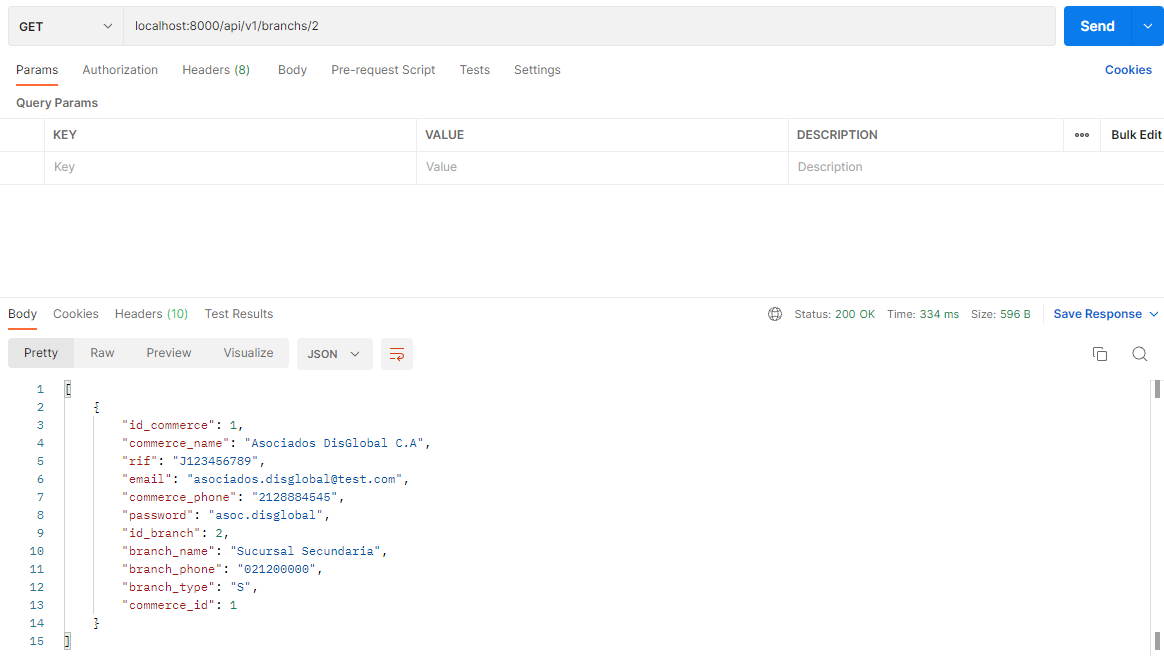 GET localhost:8000/api/v1/branchs/2 Send
Params Authorization Headers (8) Body Pre-request Script Tests Settings Cookies
Query Params
KEY VALUE DESCRIPTION Bulk Edit
Key Value Description
Body Cookies Headers (10) Test Results Status: 200 OK Time: 334 ms Size: 596 B Save Response
Pretty Raw Preview Visualize JSON
1 [
2 {
3 "id_commerce": 1,
4 "commerce_name": "Asociados DisGlobal C.A",
5 "rif": "J123456789",
6 "email": "asociados.disglobal@test.com",
7 "commerce_phone": "2128884545",
8 "password": "asoc.disglobal",
9 "id_branch": 2,
10 "branch_name": "Sucursal Secundaria",
11 "branch_phone": "021200000",
12 "branch_type": "S",
13 "commerce_id": 1
14 }
15 ]